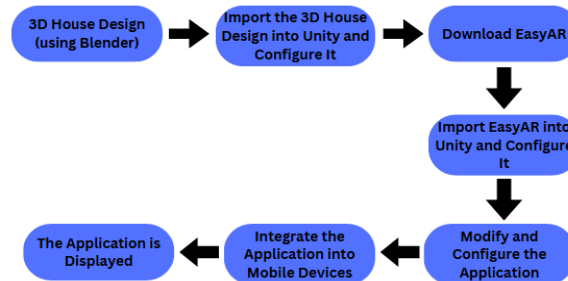 3D House Design
(using Blender)
Import the 3D House
Design into Unity and
Configure It
Download EasyAR
Import EasyAR into
Unity and Configure
It
Modify and
Configure the
Application
Integrate the
Application into
Mobile Devices
The Application is
Displayed